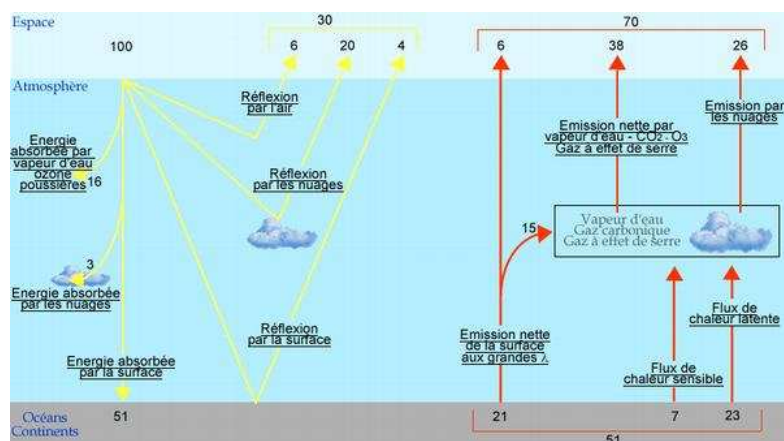 Espace
30
70
100
6
20
4
6
38
26
Atmosphère
Réflexion
par l'air
Emission nette par
vapeur d'eau - CO2 - O3
Gaz à effet de serre
Emission par
les nuages
Energie
absorbée par
vapeur d'eau
ozone
poussières
16
Réflexion
par les nuages
15
Vapeur d'eau
Gaz carbonique
Gaz à effet de serre
3
Energie absorbée
par les nuages
Réflexion
par la surface
Emission nette
de la surface
aux grandes λ
Flux de
chaleur latente
Energie absorbée
par la surface
Flux de
chaleur sensible
Océans
Continents
51
21
7
23
51